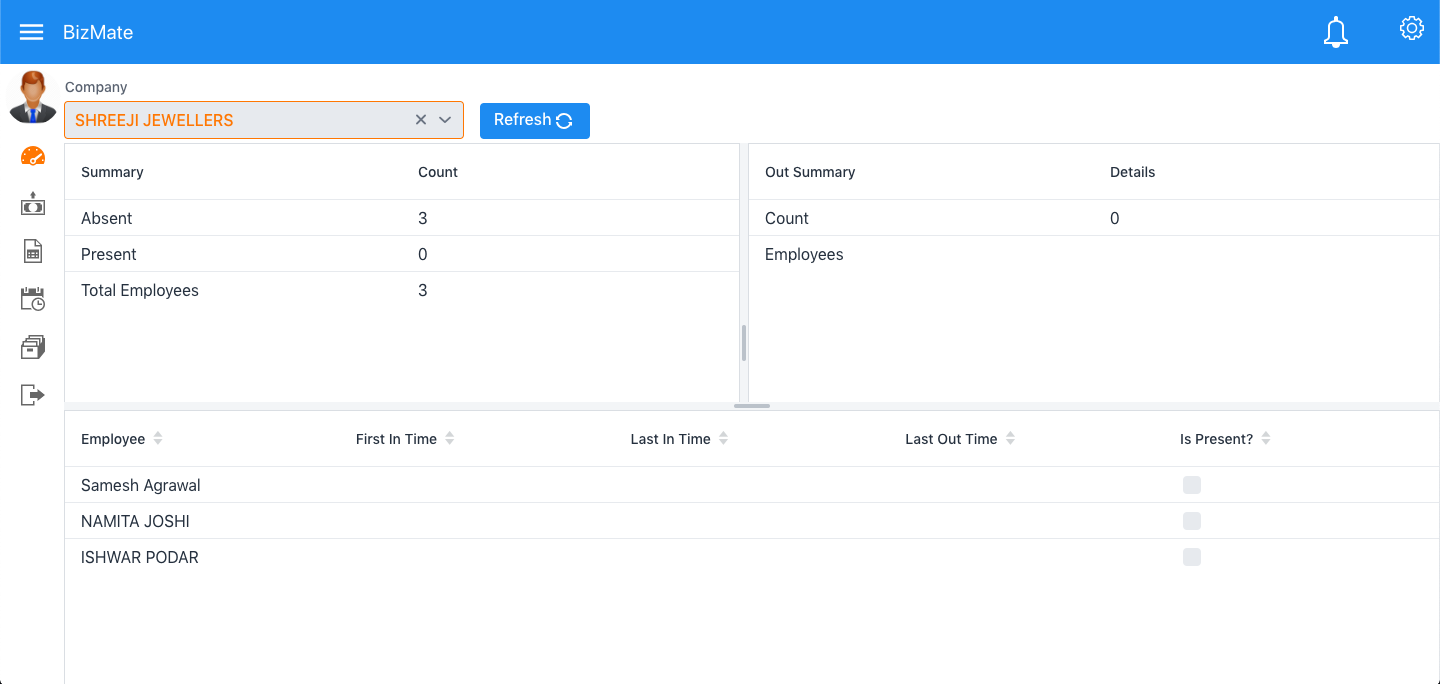 BizMate
Company
SHREEJI JEWELLERS
Refresh
Summary Count
Absent 3
Present 0
Total Employees 3
Out Summary Details
Count 0
Employees
Employee First In Time Last In Time Last Out Time Is Present?
Samesh Agrawal
NAMITA JOSHI
ISHWAR PODAR